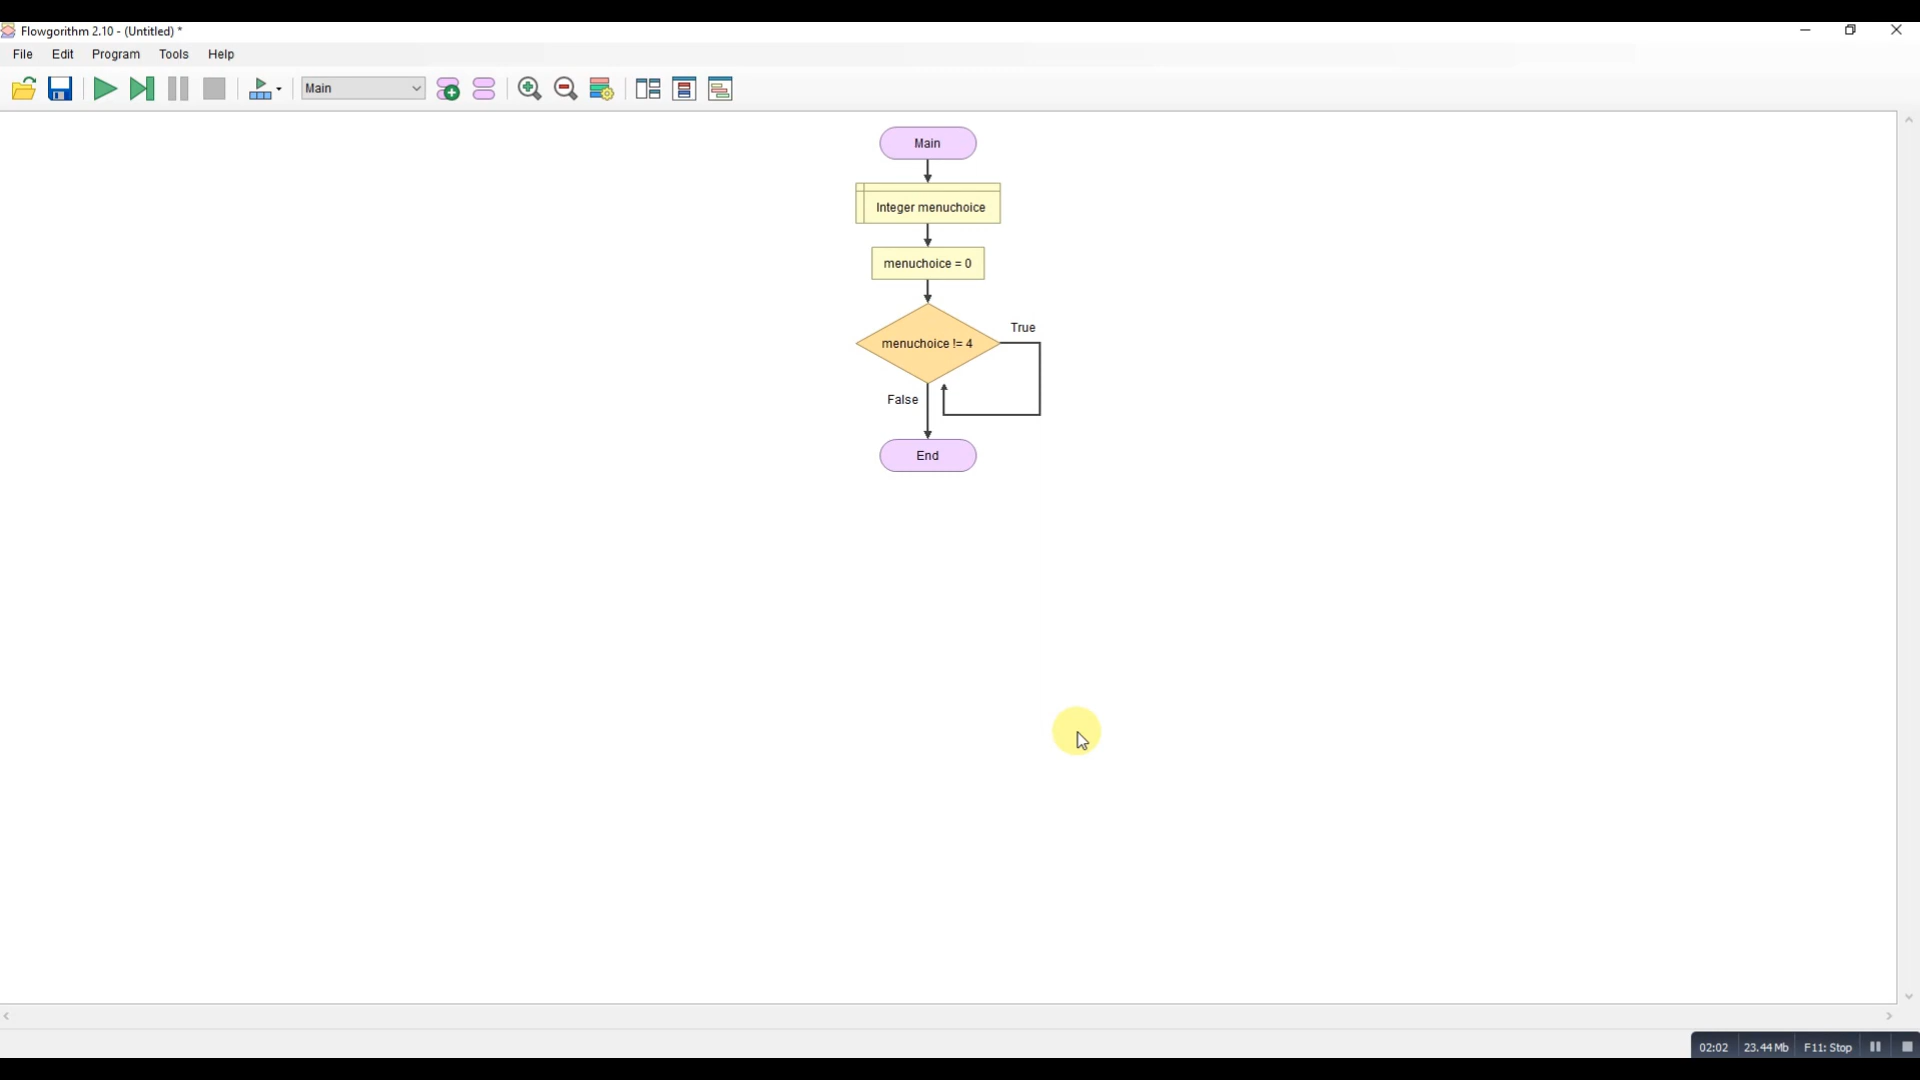 Flowgorithm 2.10 - (Untitled) *
File Edit Program Tools Help
Main
Main
Integer menuchoice
menuchoice = 0
True
menuchoice != 4
False
End
02:02 23.44Mb F11: Stop